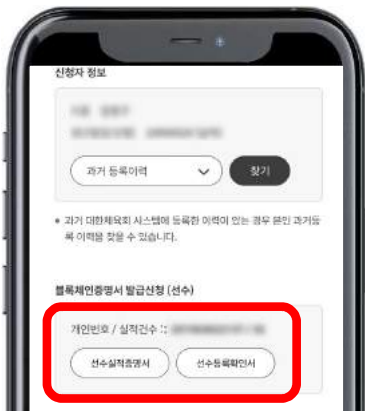 신청자 정보
과거 등록이력
찾기
● 과거 대한체육회 시스템에 등록한 이력이 있는 경우 본인 과거등
록 이력을 찾을 수 있습니다.
블록체인증명서 발급신청 (선수)
개인번호 / 실적건수 ::
선수실적증명서
선수등록확인서